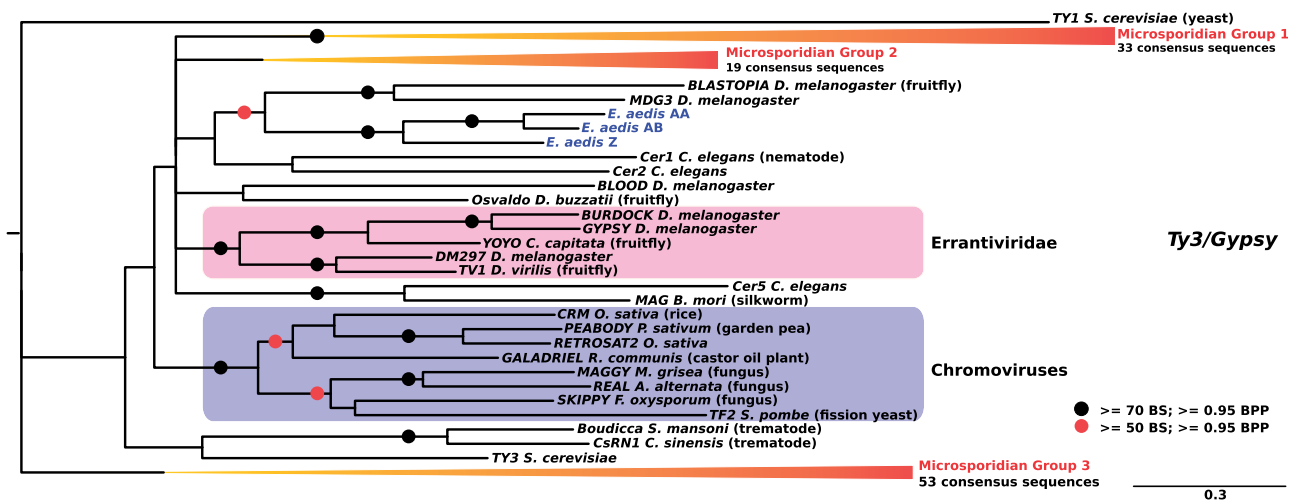 TY1 S. cerevisiae (yeast)
Microsporidian Group 1
33 consensus sequences
Microsporidian Group 2
19 consensus sequences
BLASTOPIA D. melanogaster (fruitfly)
MDG3 D. melanogaster
E. aedis AA
E. aedis AB
E. aedis Z
Cer1 C. elegans (nematode)
Cer2 C. elegans
BLOOD D. melanogaster
Osvaldo D. buzzatii (fruitfly)
BURDOCK D. melanogaster
GYPSY D. melanogaster
YOYO C. capitata (fruitfly)
DM297 D. melanogaster
TV1 D. virilis (fruitfly)
Errantiviridae
Ty3/Gypsy
Cer5 C. elegans
MAG B. mori (silkworm)
CRM O. sativa (rice)
PEABODY P. sativum (garden pea)
RETROSAT2 O. sativa
GALADRIEL R. communis (castor oil plant)
MAGGY M. grisea (fungus)
REAL A. alternata (fungus)
SKIPPY F. oxysporum (fungus)
TF2 S. pombe (fission yeast)
Chromoviruses
>= 70 BS; >= 0.95 BPP
>= 50 BS; >= 0.95 BPP
Boudicca S. mansoni (trematode)
CsRN1 C. sinensis (trematode)
TY3 S. cerevisiae
Microsporidian Group 3
53 consensus sequences
0.3